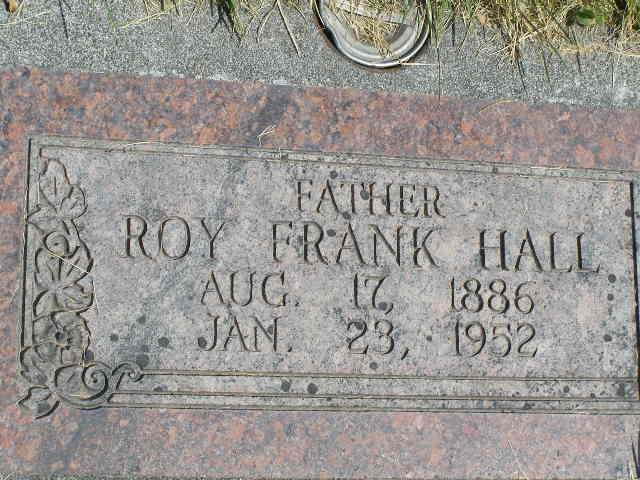 FATHER
ROY FRANK HALL
AUG. 17, 1886
JAN. 23, 1952